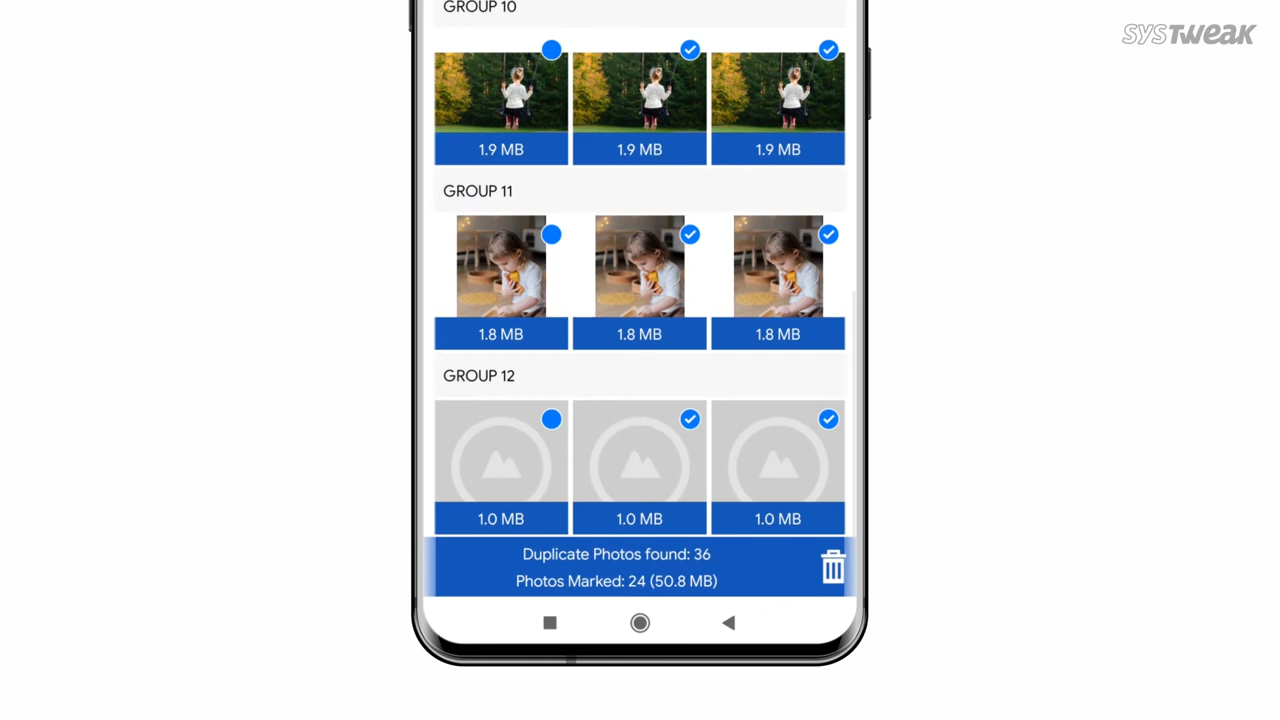 SYSTWEAK
GROUP 10
1.9 MB 1.9 MB 1.9 MB
GROUP 11
1.8 MB 1.8 MB 1.8 MB
GROUP 12
1.0 MB 1.0 MB 1.0 MB
Duplicate Photos found: 36
Photos Marked: 24 (50.8 MB)